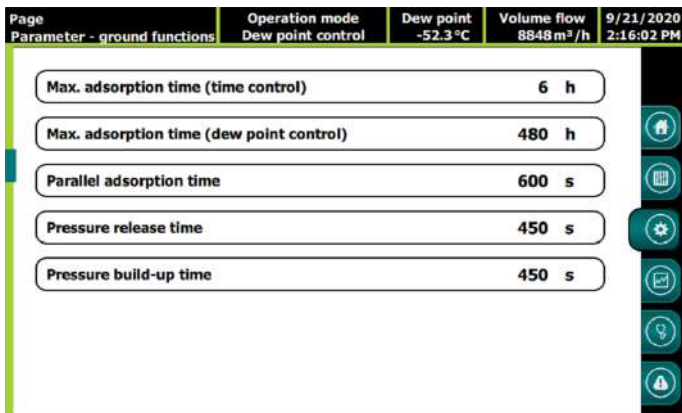 Page
Parameter - ground functions
Operation mode
Dew point control
Dew point
-52.3°C
Volume flow
8848 m³/h
9/21/2020
2:16:02 PM
Max. adsorption time (time control) 6 h
Max. adsorption time (dew point control) 480 h
Parallel adsorption time 600 s
Pressure release time 450 s
Pressure build-up time 450 s